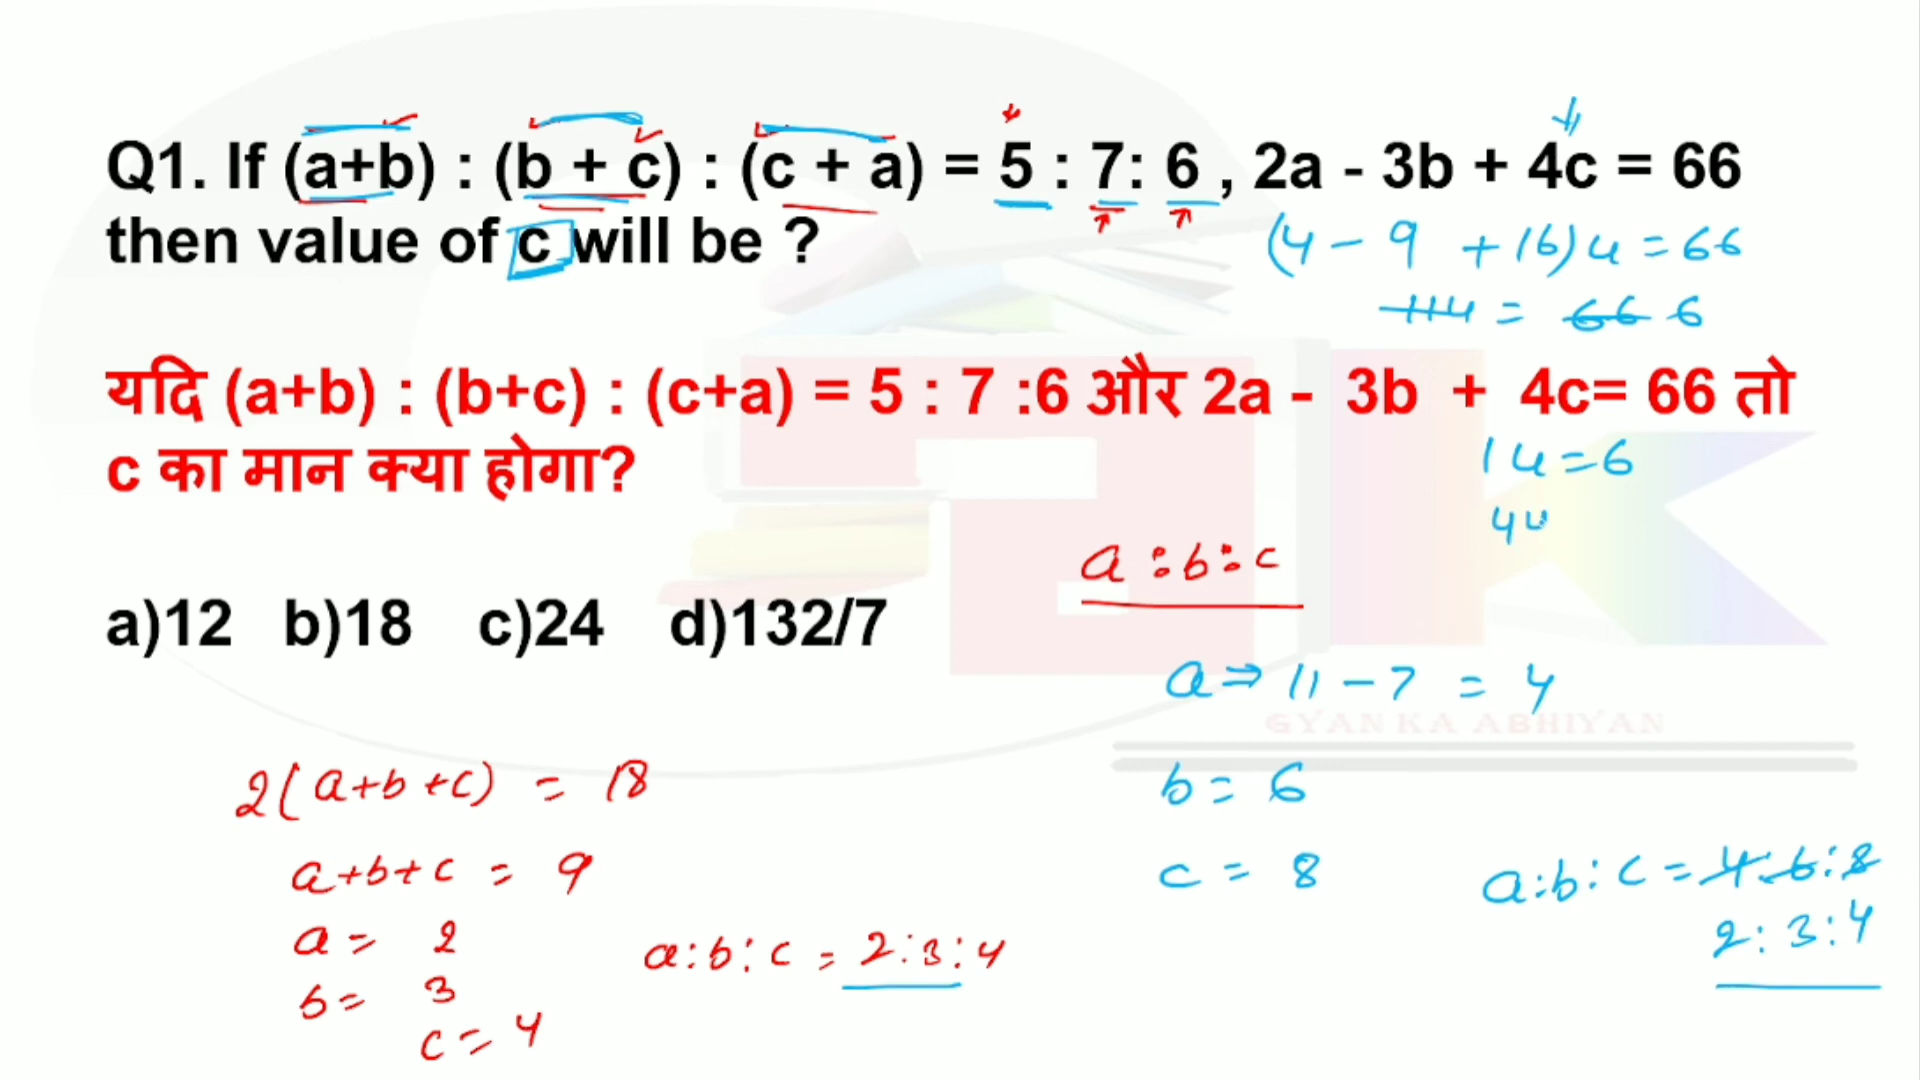 Q1. If (a+b) : (b + c) : (c + a) = 5 : 7: 6 , 2a - 3b + 4c = 66
then value of c will be ?
(4 - 9 + 16)u = 66
11u = 66 6
यदि (a+b) : (b+c) : (c+a) = 5 : 7 :6 और 2a - 3b + 4c= 66 तो
c का मान क्या होगा?
1u=6
4u
a : b : c
a)12 b)18 c)24 d)132/7
a ⇒ 11 - 7 = 4
GYAN KA ABHIYAN
2(a+b+c) = 18
b = 6
a+b+c = 9
c = 8
a:b:c = 4:6:8
2:3:4
a = 2
a:b:c = 2:3:4
b = 3
c = 4